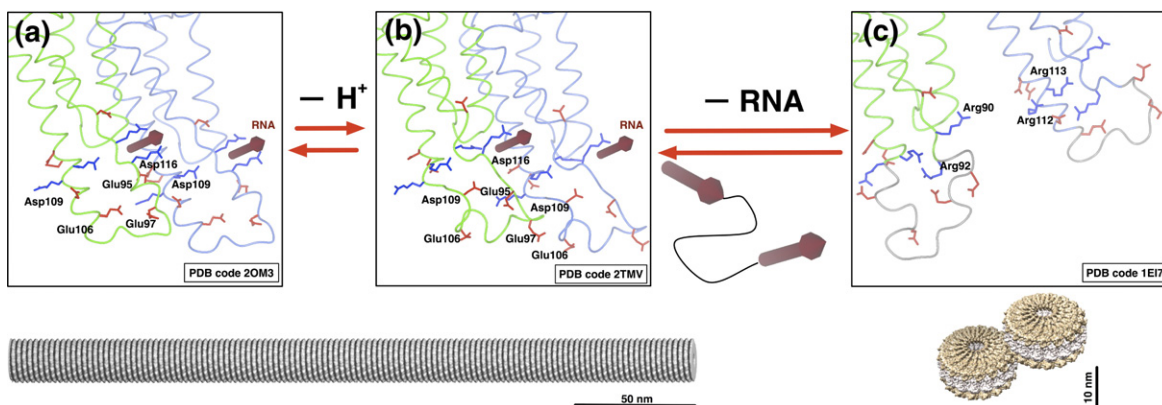 (a)
RNA
Asp116
Glu95
Asp109
Asp109
Glu106
Glu97
PDB code 2OM3
− H+
(b)
RNA
Asp116
Glu95
Asp109
Asp109
Glu97
Glu106
Glu106
PDB code 2TMV
− RNA
(c)
Arg113
Arg90
Arg112
Arg92
PDB code 1EI7
50 nm
10 nm